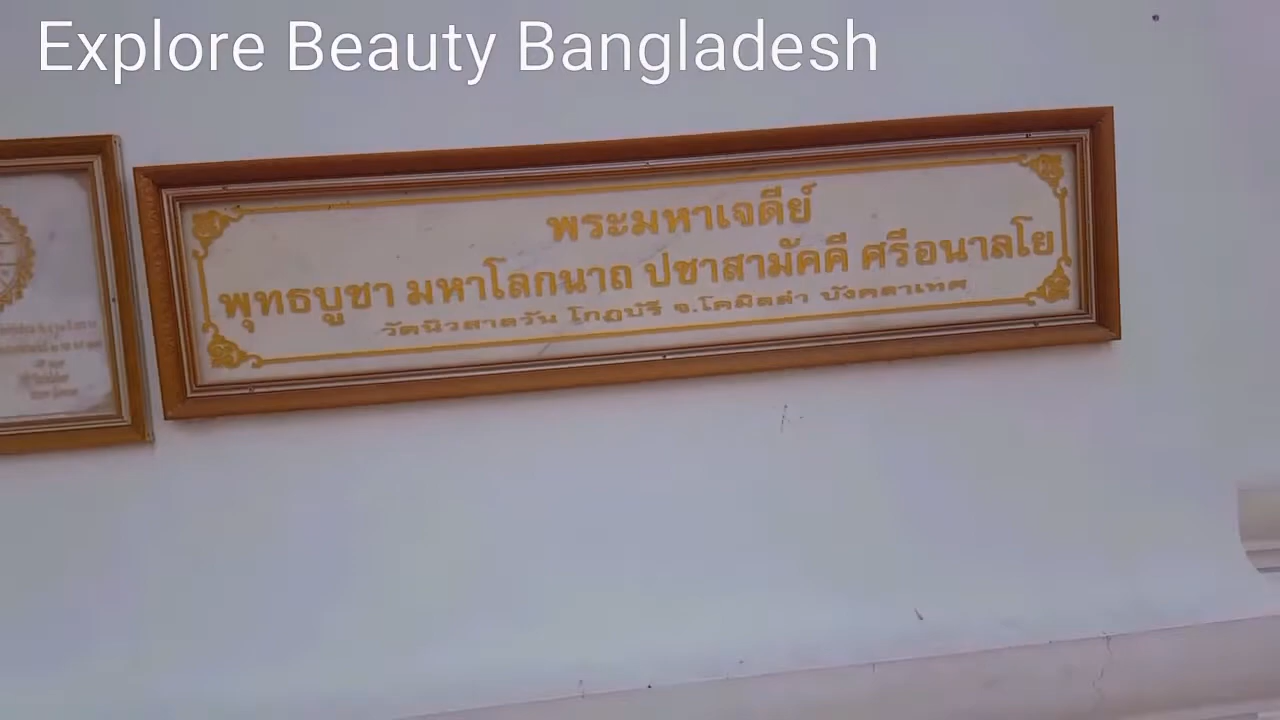 Explore Beauty Bangladesh
พระมหาเจดีย์
พุทธบูชา มหาโลกนาถ ปชาสามัคคี ศรีอนาลโย
วัดนิวสาลวัน โกฏบัรี จ.โคมิลล่า บังคลาเทศ